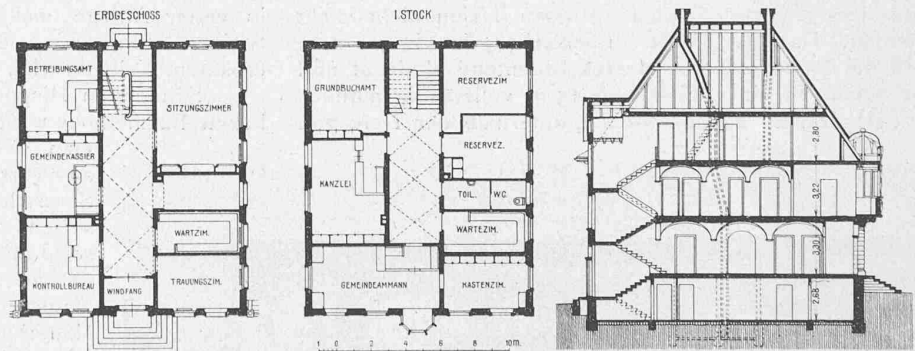 ERDGESCHOSS
BETREIBUNGSAMT
SITZUNGSZIMMER
GEMEINDEKASSIER
WARTZIM.
KONTROLLBUREAU
WINDFANG
TRAUUNGSZIM.
I. STOCK
GRUNDBUCHAMT
RESERVEZIM
RESERVEZ.
KANZLEI
TOIL.
W.C.
WARTEZIM.
GEMEINDEAMMANN
KASTENZIM.
1 0 2 4 6 8 10 m.
2,80
3,22
3,30
2,68